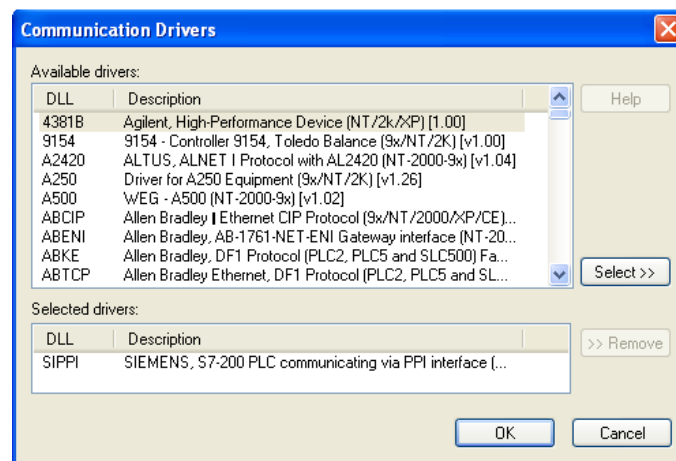 Communication Drivers
Available drivers:
DLL Description
4381B Agilent, High-Performance Device (NT/2k/XP) [1.00]
9154 9154 - Controller 9154, Toledo Balance (9x/NT/2K) [v1.00]
A2420 ALTUS, ALNET I Protocol with AL2420 (NT-2000-9x) [v1.04]
A250 Driver for A250 Equipment (9x/NT/2K) [v1.26]
A500 WEG - A500 (NT-2000-9x) [v1.02]
ABCIP Allen Bradley | Ethernet CIP Protocol (9x/NT/2000/XP/CE)...
ABENI Allen Bradley, AB-1761-NET-ENI Gateway interface (NT-20...
ABKE Allen Bradley, DF1 Protocol (PLC2, PLC5 and SLC500) Fa...
ABTCP Allen Bradley Ethernet, DF1 Protocol (PLC2, PLC5 and SL...
Help
Select >>
Selected drivers:
DLL Description
SIPPI SIEMENS, S7-200 PLC communicating via PPI interface (...
>> Remove
OK Cancel